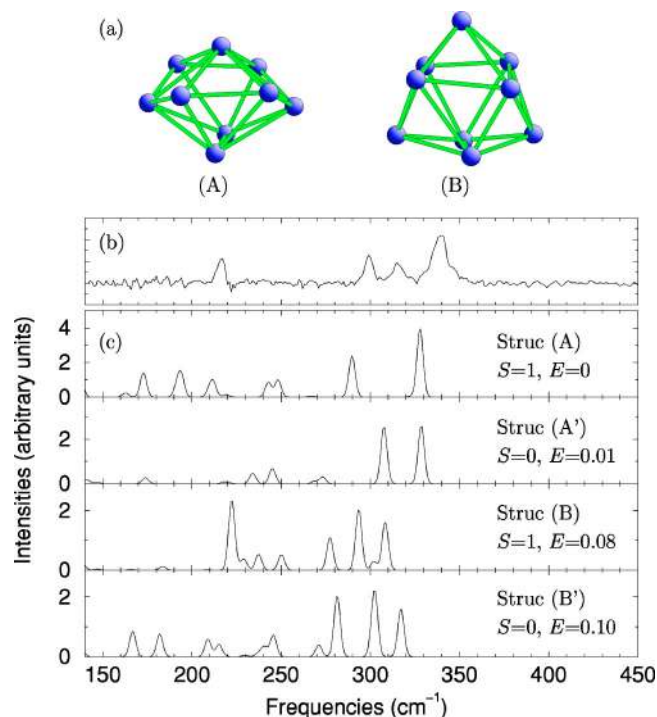 (a)
(A)
(B)
(b)
(c)
4
2
0
Struc (A)
S=1, E=0
2
0
Struc (A')
S=0, E=0.01
2
0
Struc (B)
S=1, E=0.08
2
0
Struc (B')
S=0, E=0.10
Intensities (arbitrary units)
150 200 250 300 350 400 450
Frequencies (cm⁻¹)